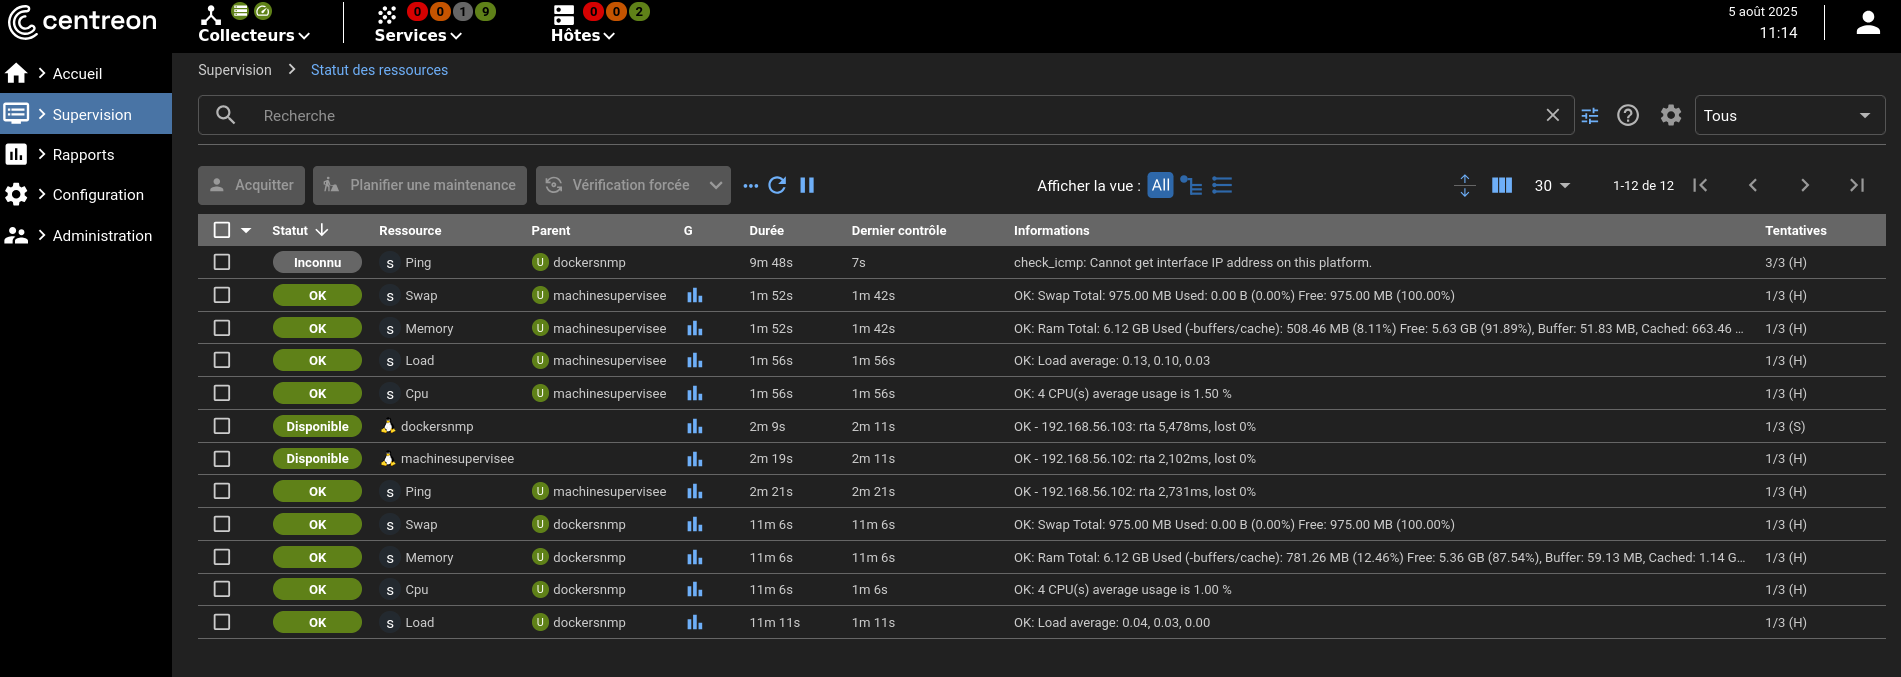 centreon
Collecteurs
0 0 1 9
Services
0 0 2
Hôtes
5 août 2025
11:14
Accueil
Supervision
Rapports
Configuration
Administration
Supervision Statut des ressources
Recherche
Tous
Acquitter Planifier une maintenance Vérification forcée Afficher la vue : All 30 1-12 de 12
Statut Ressource Parent G Durée Dernier contrôle Informations Tentatives
Inconnu S Ping U dockersnmp 9m 48s 7s check_icmp: Cannot get interface IP address on this platform. 3/3 (H)
OK S Swap U machinesupervisee 1m 52s 1m 42s OK: Swap Total: 975.00 MB Used: 0.00 B (0.00%) Free: 975.00 MB (100.00%) 1/3 (H)
OK S Memory U machinesupervisee 1m 52s 1m 42s OK: Ram Total: 6.12 GB Used (-buffers/cache): 508.46 MB (8.11%) Free: 5.63 GB (91.89%), Buffer: 51.83 MB, Cached: 663.46 ... 1/3 (H)
OK S Load U machinesupervisee 1m 56s 1m 56s OK: Load average: 0.13, 0.10, 0.03 1/3 (H)
OK S Cpu U machinesupervisee 1m 56s 1m 56s OK: 4 CPU(s) average usage is 1.50 % 1/3 (H)
Disponible dockersnmp 2m 9s 2m 11s OK - 192.168.56.103: rta 5,478ms, lost 0% 1/3 (S)
Disponible machinesupervisee 2m 19s 2m 11s OK - 192.168.56.102: rta 2,102ms, lost 0% 1/3 (H)
OK S Ping U machinesupervisee 2m 21s 2m 21s OK - 192.168.56.102: rta 2,731ms, lost 0% 1/3 (H)
OK S Swap U dockersnmp 11m 6s 11m 6s OK: Swap Total: 975.00 MB Used: 0.00 B (0.00%) Free: 975.00 MB (100.00%) 1/3 (H)
OK S Memory U dockersnmp 11m 6s 11m 6s OK: Ram Total: 6.12 GB Used (-buffers/cache): 781.26 MB (12.46%) Free: 5.36 GB (87.54%), Buffer: 59.13 MB, Cached: 1.14 G... 1/3 (H)
OK S Cpu U dockersnmp 11m 6s 1m 6s OK: 4 CPU(s) average usage is 1.00 % 1/3 (H)
OK S Load U dockersnmp 11m 11s 1m 11s OK: Load average: 0.04, 0.03, 0.00 1/3 (H)